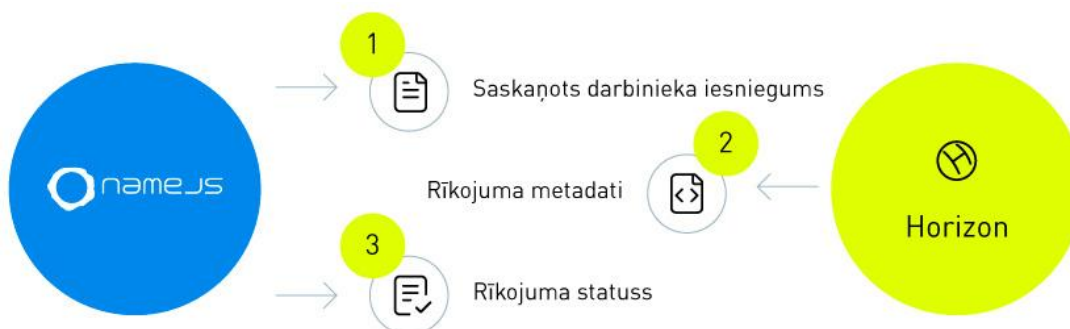 1
Saskaņots darbinieka iesniegums
2
namejs
Rīkojuma metadati
Horizon
3
Rīkojuma statuss